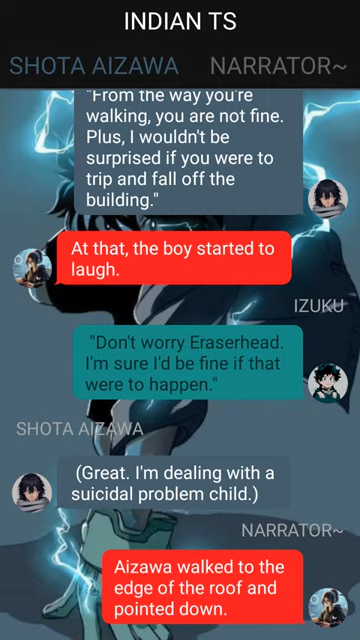 INDIAN TS
SHOTA AIZAWA NARRATOR~
"From the way you're
walking, you are not fine.
Plus, I wouldn't be
surprised if you were to
trip and fall off the
building."
At that, the boy started to
laugh.
IZUKU
"Don't worry Eraserhead.
I'm sure I'd be fine if that
were to happen."
SHOTA AIZAWA
(Great. I'm dealing with a
suicidal problem child.)
NARRATOR~
Aizawa walked to the
edge of the roof and
pointed down.